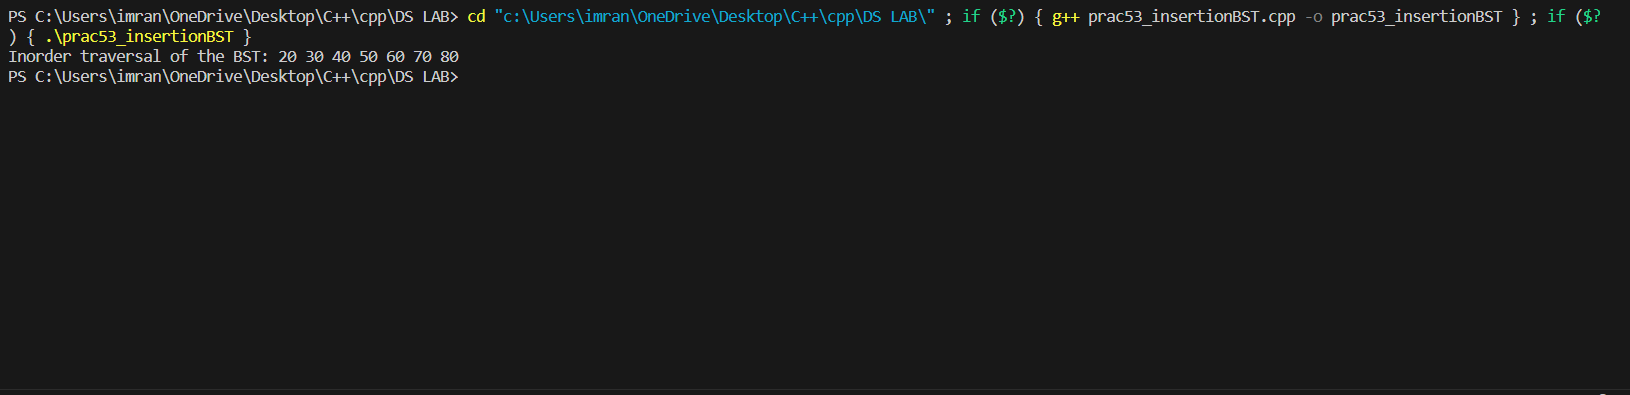 PS C:\Users\imran\OneDrive\Desktop\C++\cpp\DS LAB> cd "c:\Users\imran\OneDrive\Desktop\C++\cpp\DS LAB\" ; if ($?) { g++ prac53_insertionBST.cpp -o prac53_insertionBST } ; if ($?
) { .\prac53_insertionBST }
Inorder traversal of the BST: 20 30 40 50 60 70 80
PS C:\Users\imran\OneDrive\Desktop\C++\cpp\DS LAB>